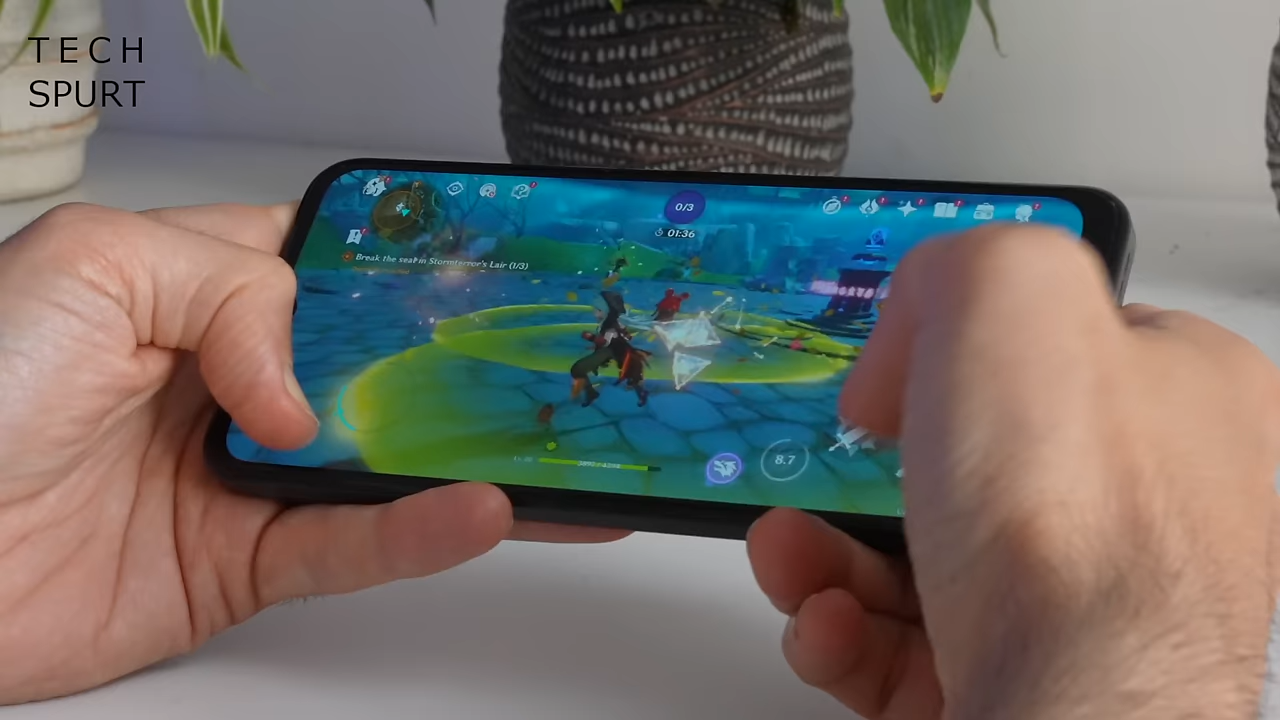 TECH
SPURT
0/3
01:36
Break the seal in Stormterror's Lair (1/3)
8.7